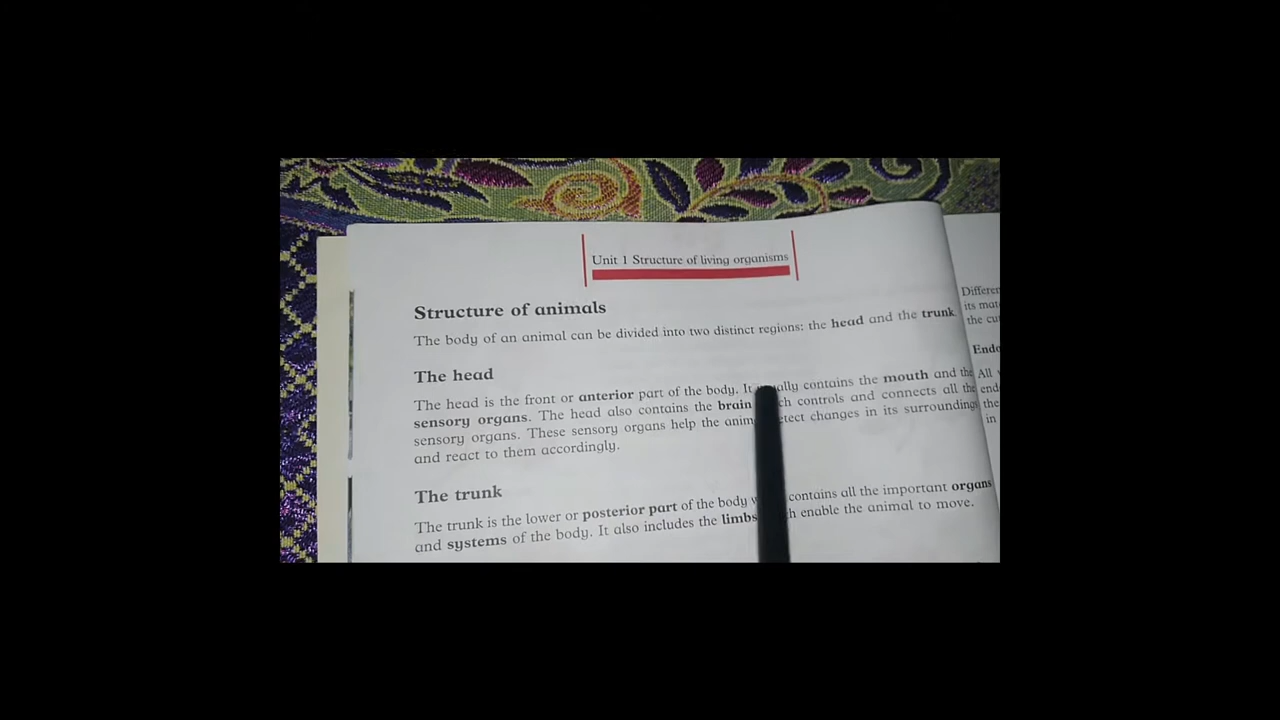 Unit 1 Structure of living organisms
Structure of animals
The body of an animal can be divided into two distinct regions: the head and the trunk.
The head
The head is the front or anterior part of the body. It contains the mouth and the
sensory organs. The head also contains the brain controls and connects all the
sensory organs. These sensory organs help the changes in its surroundings
and react to them accordingly.
The trunk
The trunk is the lower or posterior part of the body contains all the important organs
and systems of the body. It also includes the limbs enable the animal to move.
its
the
All
the
in